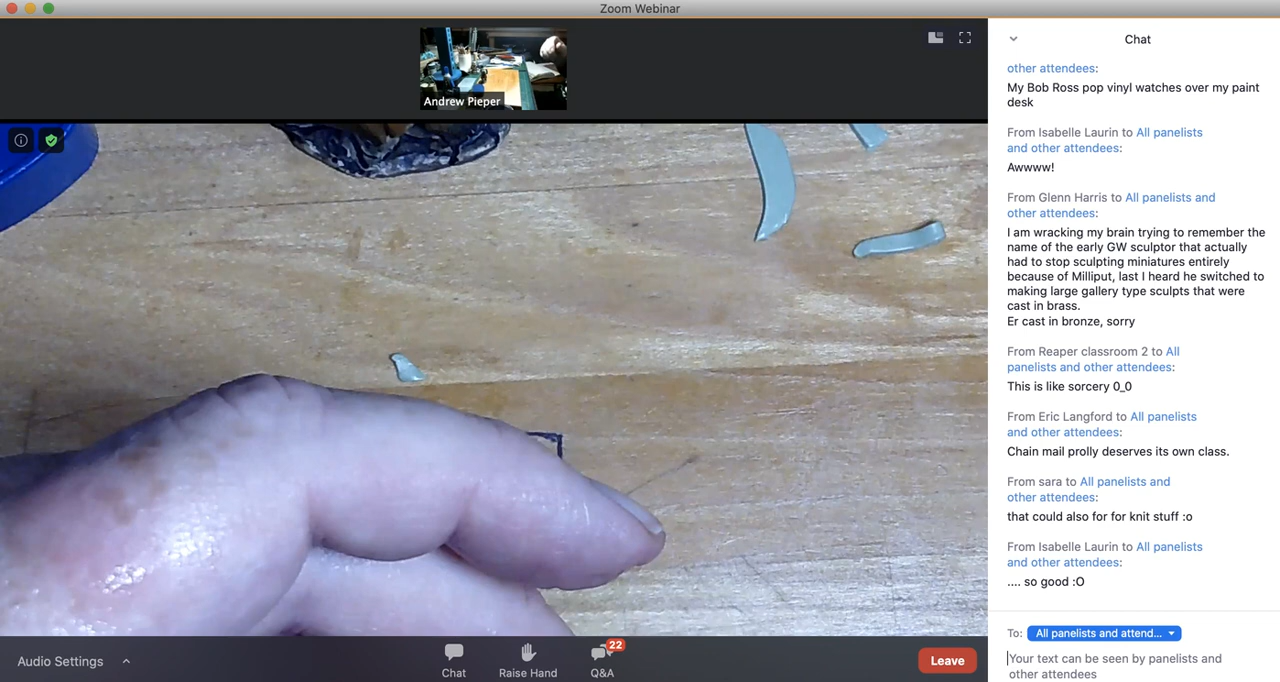 Zoom Webinar
Andrew Pieper
Chat
other attendees:
My Bob Ross pop vinyl watches over my paint
desk
From Isabelle Laurin to All panelists
and other attendees:
Awwww!
From Glenn Harris to All panelists and
other attendees:
I am wracking my brain trying to remember the
name of the early GW sculptor that actually
had to stop sculpting miniatures entirely
because of Milliput, last I heard he switched to
making large gallery type sculpts that were
cast in brass.
Er cast in bronze, sorry
From Reaper classroom 2 to All
panelists and other attendees:
This is like sorcery 0_0
From Eric Langford to All panelists
and other attendees:
Chain mail prolly deserves its own class.
From sara to All panelists and
other attendees:
that could also for for knit stuff :o
From Isabelle Laurin to All panelists
and other attendees:
.... so good :O
To: All panelists and attend...
Your text can be seen by panelists and
other attendees
Audio Settings
Chat
Raise Hand
22
Q&A
Leave